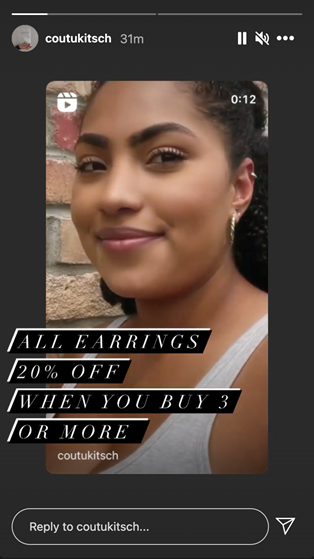 coutukitsch 31m
0:12
ALL EARRINGS
20% OFF
WHEN YOU BUY 3
OR MORE
coutukitsch
Reply to coutukitsch...